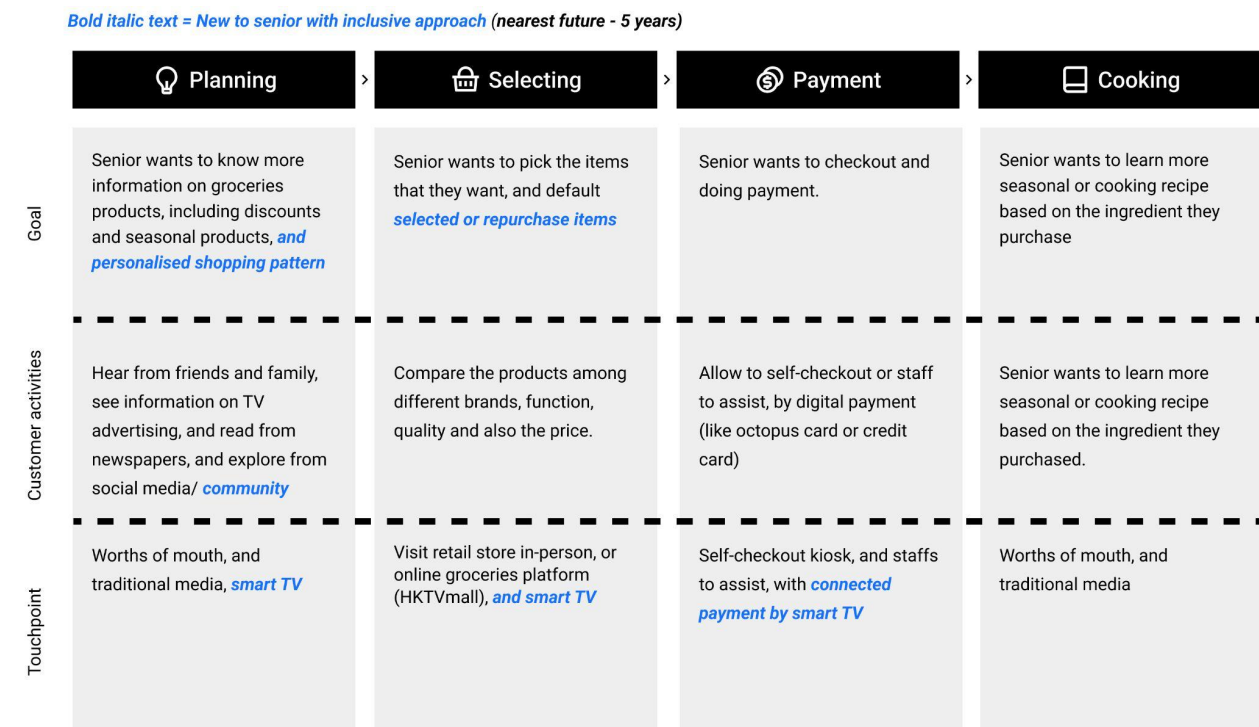 Bold italic text = New to senior with inclusive approach (nearest future - 5 years)
Planning
>
Selecting
>
Payment
>
Cooking
Goal
Senior wants to know more
information on groceries
products, including discounts
and seasonal products, and
personalised shopping pattern
Senior wants to pick the items
that they want, and default
selected or repurchase items
Senior wants to checkout and
doing payment.
Senior wants to learn more
seasonal or cooking recipe
based on the ingredient they
purchase
Customer activities
Hear from friends and family,
see information on TV
advertising, and read from
newspapers, and explore from
social media/ community
Compare the products among
different brands, function,
quality and also the price.
Allow to self-checkout or staff
to assist, by digital payment
(like octopus card or credit
card)
Senior wants to learn more
seasonal or cooking recipe
based on the ingredient they
purchased.
Touchpoint
Worths of mouth, and
traditional media, smart TV
Visit retail store in-person, or
online groceries platform
(HKTVmall), and smart TV
Self-checkout kiosk, and staffs
to assist, with connected
payment by smart TV
Worths of mouth, and
traditional media